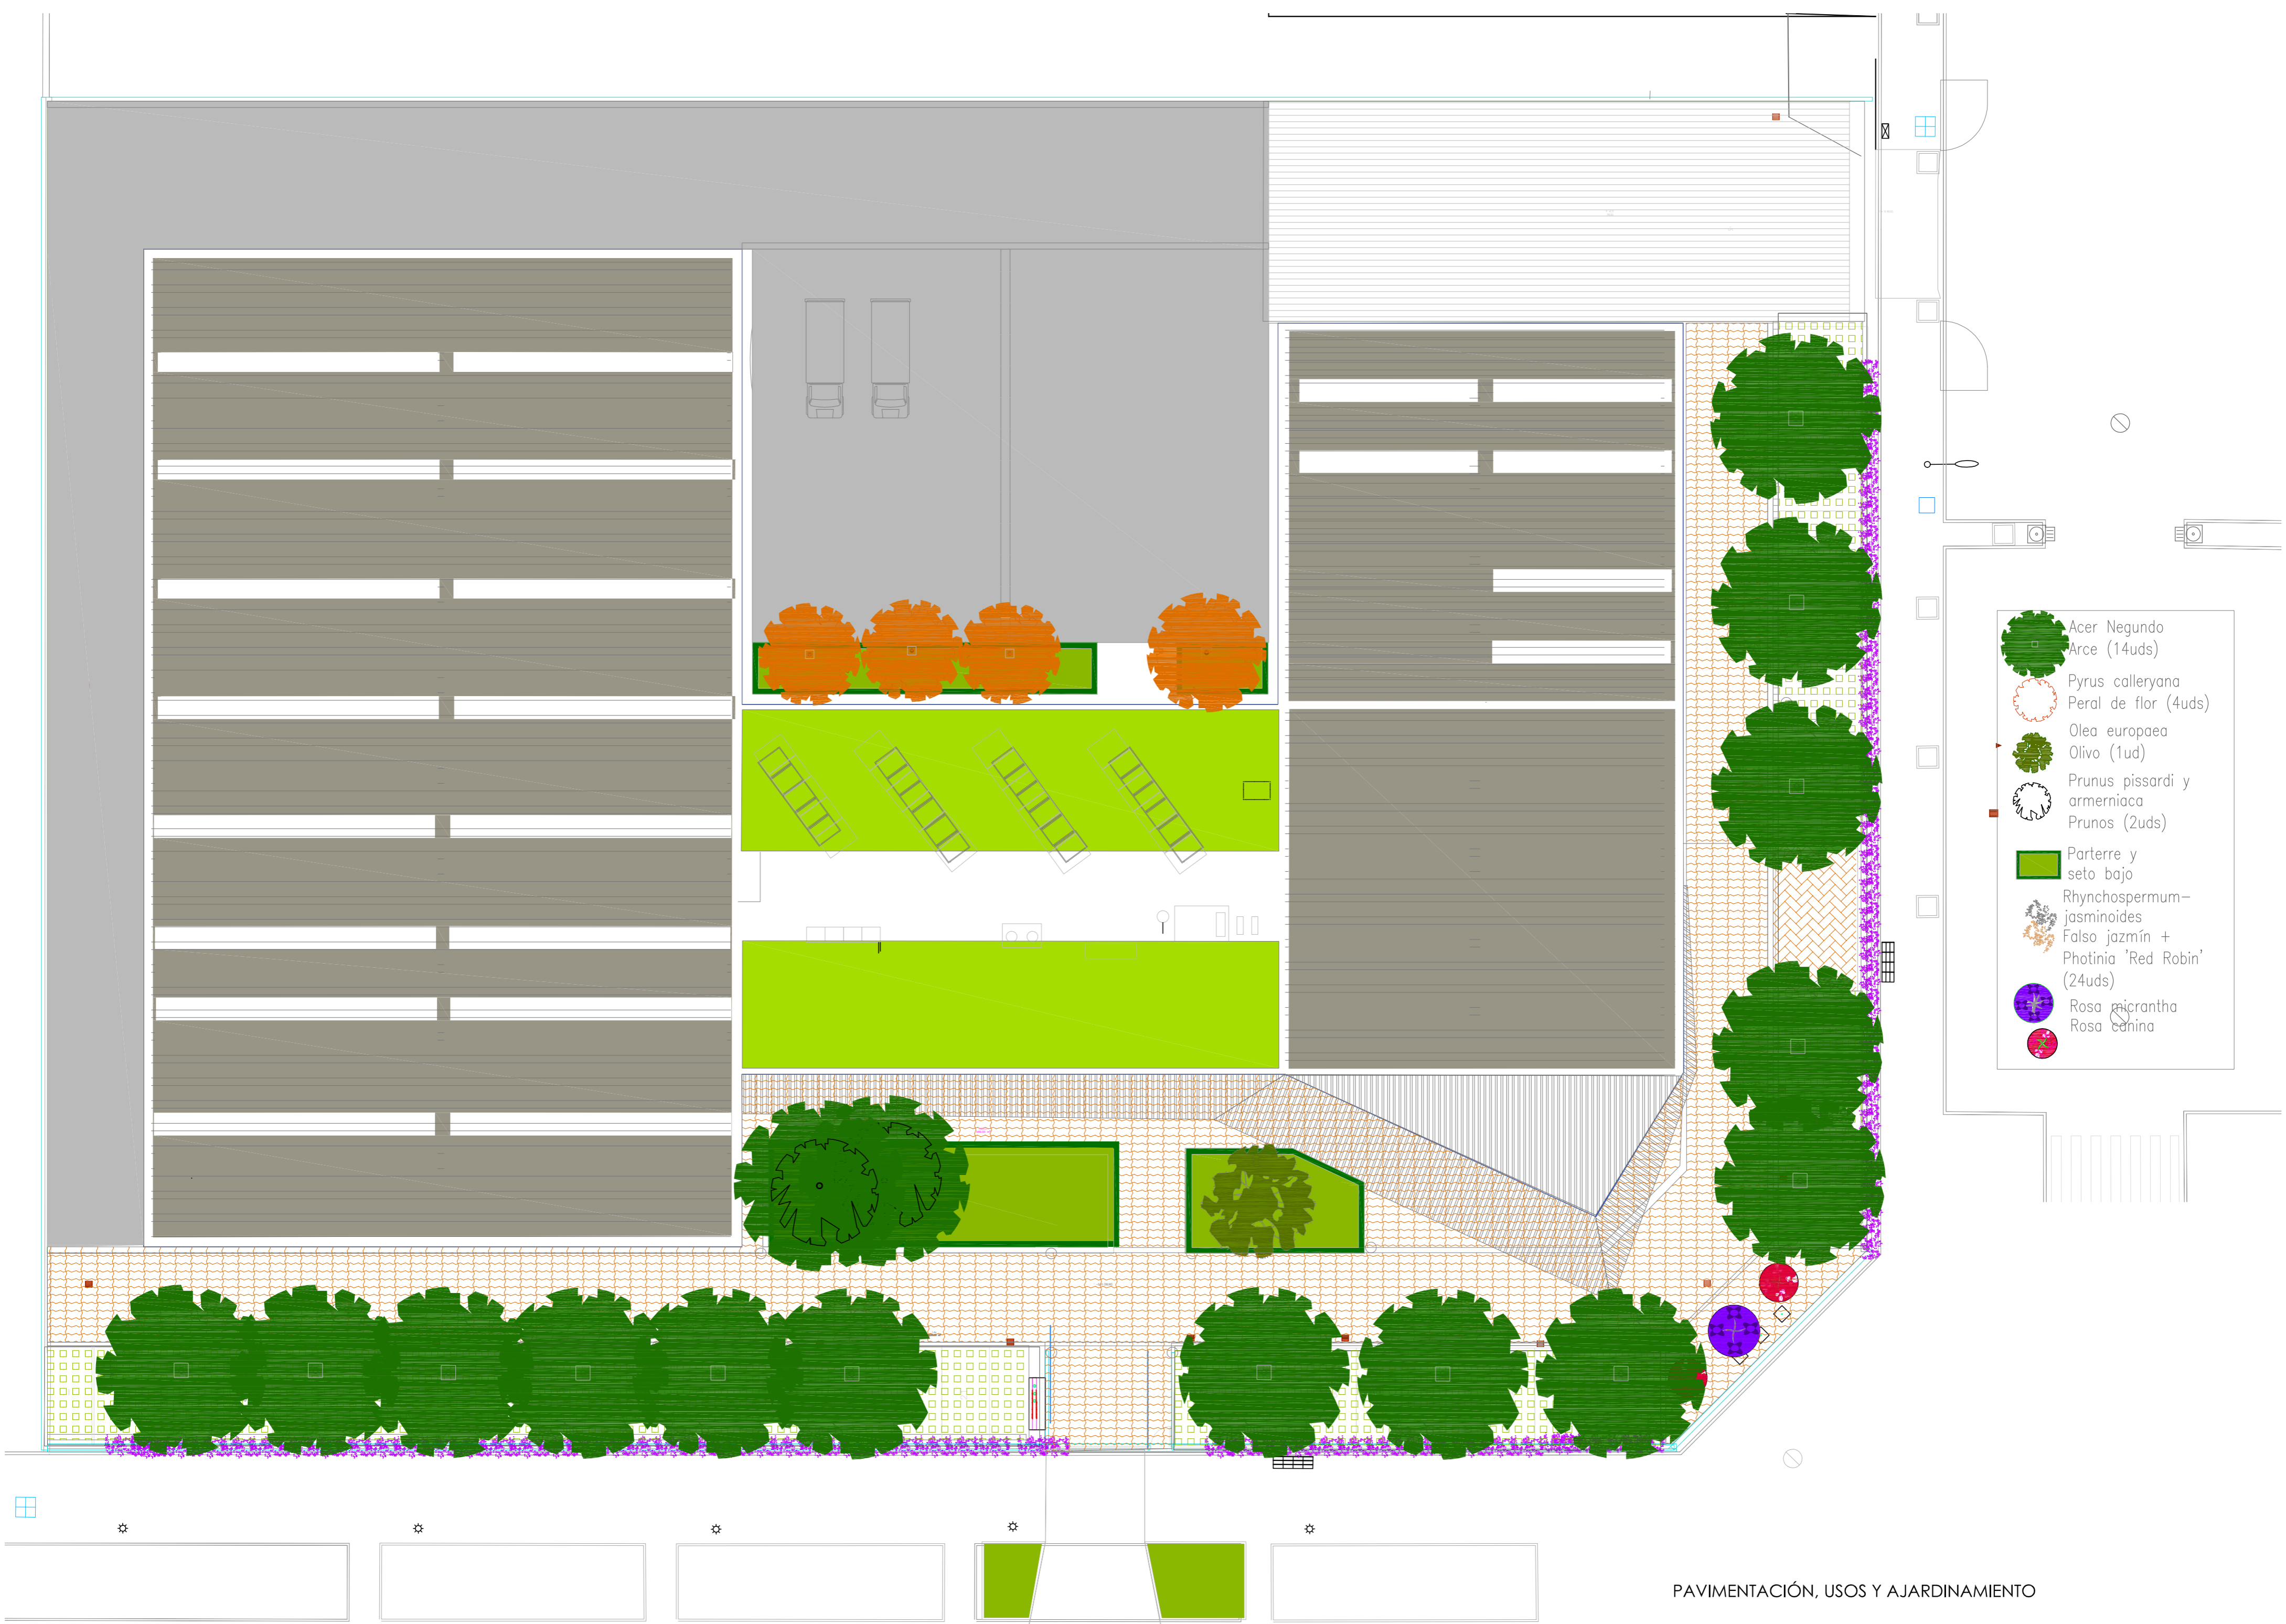 Acer Negundo
Arce (14uds)
Pyrus calleryana
Peral de flor (4uds)
Olea europaea
Olivo (1ud)
Prunus pissardi y
armerniaca
Prunos (2uds)
Parterre y
seto bajo
Rhynchospermum-
jasminoides
Falso jazmín +
Photinia 'Red Robin'
(24uds)
Rosa micrantha
Rosa canina
PAVIMENTACIÓN, USOS Y AJARDINAMIENTO